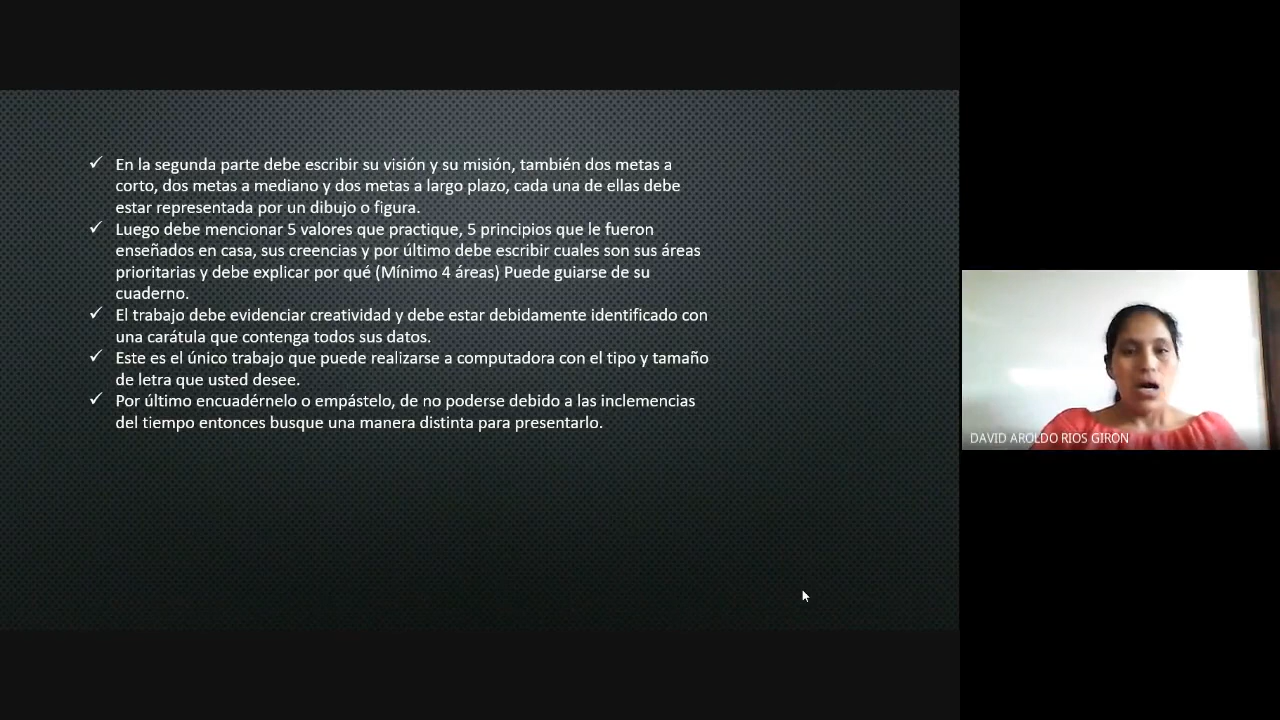 ✓ En la segunda parte debe escribir su visión y su misión, también dos metas a
corto, dos metas a mediano y dos metas a largo plazo, cada una de ellas debe
estar representada por un dibujo o figura.
✓ Luego debe mencionar 5 valores que practique, 5 principios que le fueron
enseñados en casa, sus creencias y por último debe escribir cuales son sus áreas
prioritarias y debe explicar por qué (Mínimo 4 áreas) Puede guiarse de su
cuaderno.
✓ El trabajo debe evidenciar creatividad y debe estar debidamente identificado con
una carátula que contenga todos sus datos.
✓ Este es el único trabajo que puede realizarse a computadora con el tipo y tamaño
de letra que usted desee.
✓ Por último encuadérnelo o empástelo, de no poderse debido a las inclemencias
del tiempo entonces busque una manera distinta para presentarlo.
DAVID AROLDO RIOS GIRON